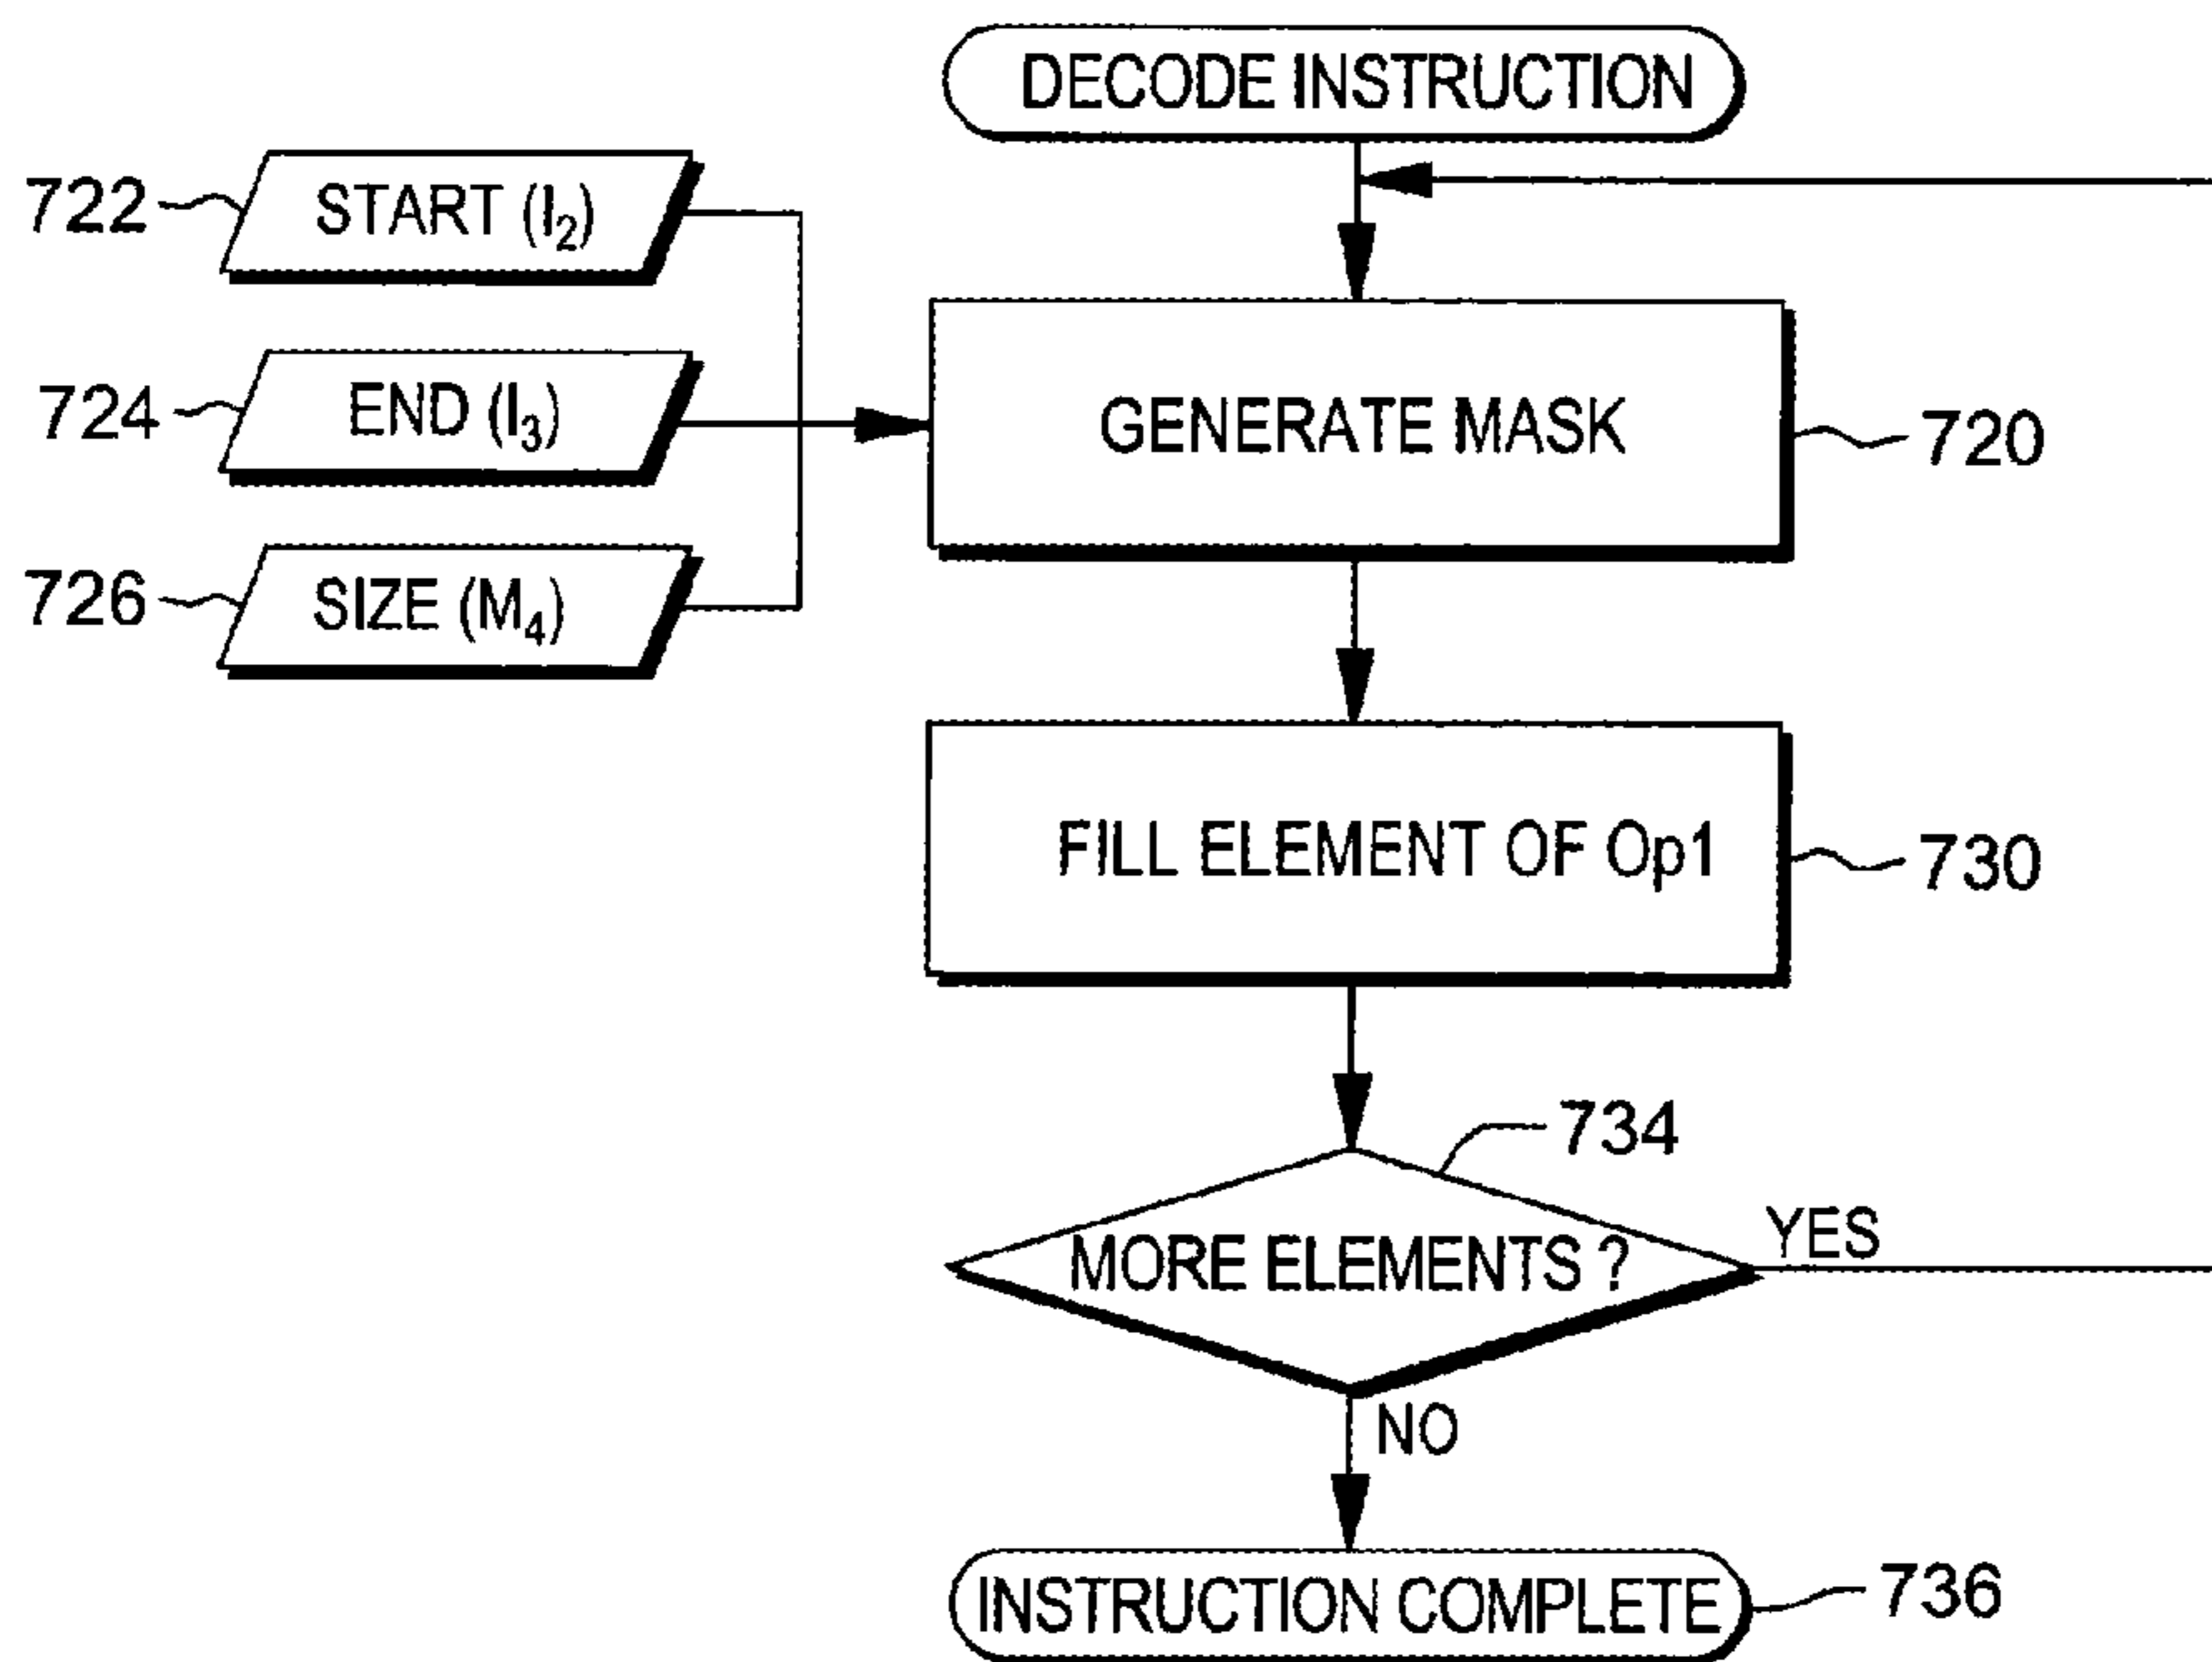 DECODE INSTRUCTION
722
START (I₂)
724
END (I₃)
726
SIZE (M₄)
GENERATE MASK
720
FILL ELEMENT OF Op1
730
734
MORE ELEMENTS ?
YES
NO
INSTRUCTION COMPLETE
736